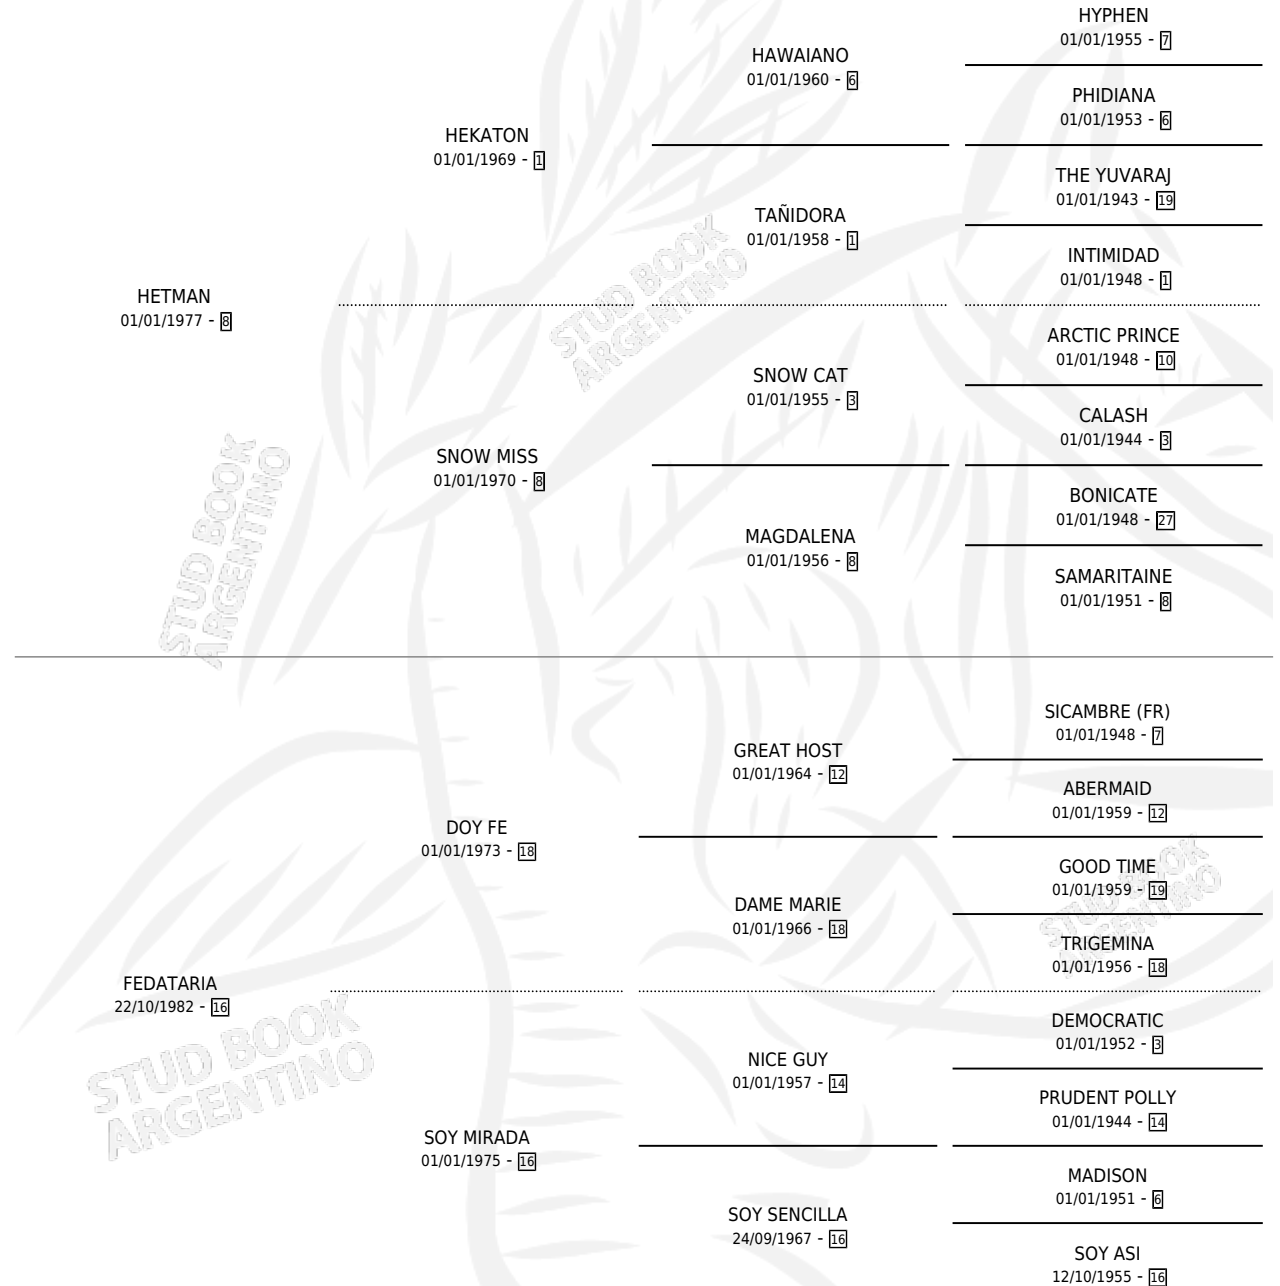 HYPHEN
01/01/1955 - 7
HAWAIANO
01/01/1960 - 6
PHIDIANA
01/01/1953 - 6
HEKATON
01/01/1969 - 1
THE YUVARAJ
01/01/1943 - 19
TAÑIDORA
01/01/1958 - 1
INTIMIDAD
01/01/1948 - 1
HETMAN
01/01/1977 - 8
ARCTIC PRINCE
01/01/1948 - 10
SNOW CAT
01/01/1955 - 3
CALASH
01/01/1944 - 3
SNOW MISS
01/01/1970 - 8
BONICATE
01/01/1948 - 27
MAGDALENA
01/01/1956 - 8
SAMARITAINE
01/01/1951 - 8
STUD BOOK
ARGENTINO
STUD BOOK
ARGENTINO
SICAMBRE (FR)
01/01/1948 - 7
GREAT HOST
01/01/1964 - 12
ABERMAID
01/01/1959 - 12
DOY FE
01/01/1973 - 18
GOOD TIME
01/01/1959 - 19
DAME MARIE
01/01/1966 - 18
TRIGEMINA
01/01/1956 - 18
STUD BOOK
ARGENTINO
FEDATARIA
22/10/1982 - 16
DEMOCRATIC
01/01/1952 - 3
NICE GUY
01/01/1957 - 14
PRUDENT POLLY
01/01/1944 - 14
STUD BOOK
ARGENTINO
SOY MIRADA
01/01/1975 - 16
MADISON
01/01/1951 - 6
SOY SENCILLA
24/09/1967 - 16
SOY ASI
12/10/1955 - 16